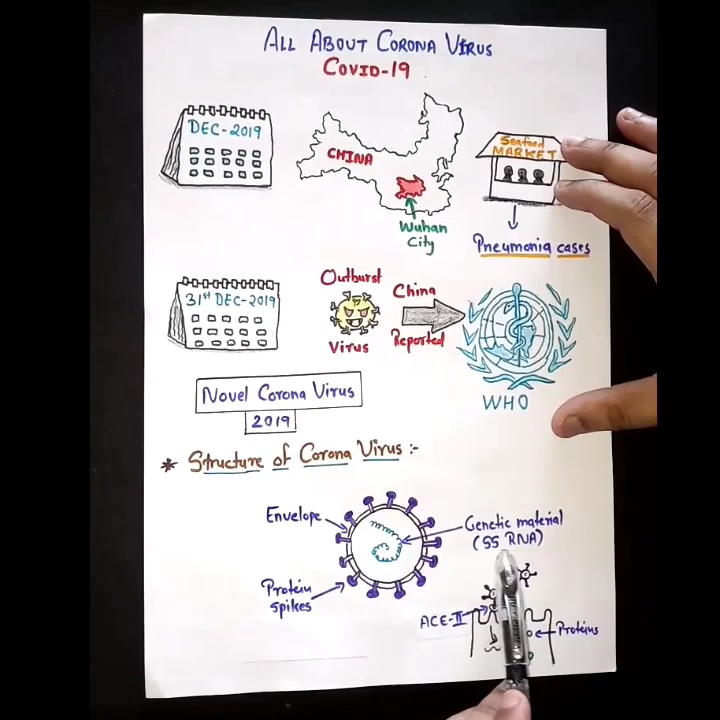 ALL ABOUT CORONA VIRUS
COVID-19
DEC-2019
CHINA
Wuhan
City
Seafood
MARKET
Pneumonia cases
31st DEC-2019
Outburst
Virus
China
Reported
WHO
Novel Corona Virus
2019
* Structure of Corona Virus :-
Envelope
Protein
spikes
Genetic material
(SS RNA)
ACE-II
Proteins